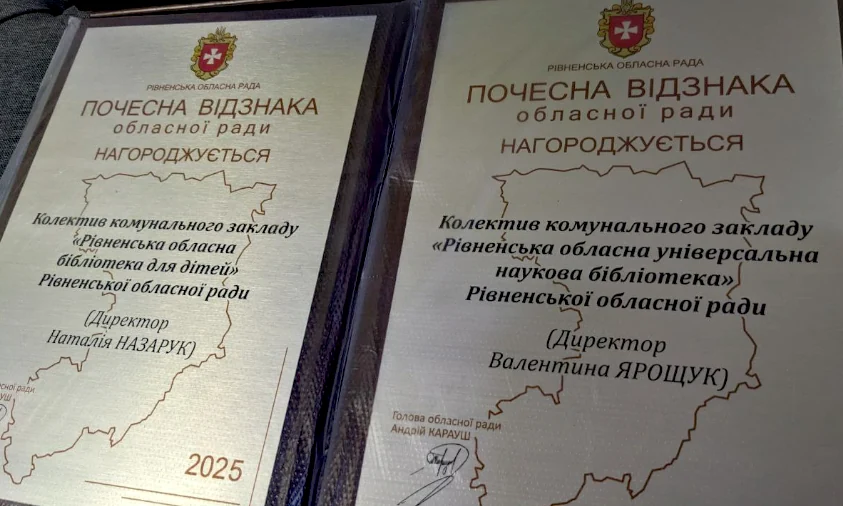 РІВНЕНСЬКА ОБЛАСНА РАДА
ПОЧЕСНА ВІДЗНАКА
обласної ради
НАГОРОДЖУЄТЬСЯ
Колектив комунального закладу
«Рівненська обласна
бібліотека для дітей»
Рівненської обласної ради
(Директор
Наталія НАЗАРУК)
ради
2025
РІВНЕНСЬКА ОБЛАСНА РАДА
ПОЧЕСНА ВІДЗНАКА
обласної ради
НАГОРОДЖУЄТЬСЯ
Колектив комунального закладу
«Рівненська обласна універсальна
наукова бібліотека»
Рівненської обласної ради
(Директор
Валентина ЯРОЩУК)
Голова обласної ради
Андрій КАРАУШ